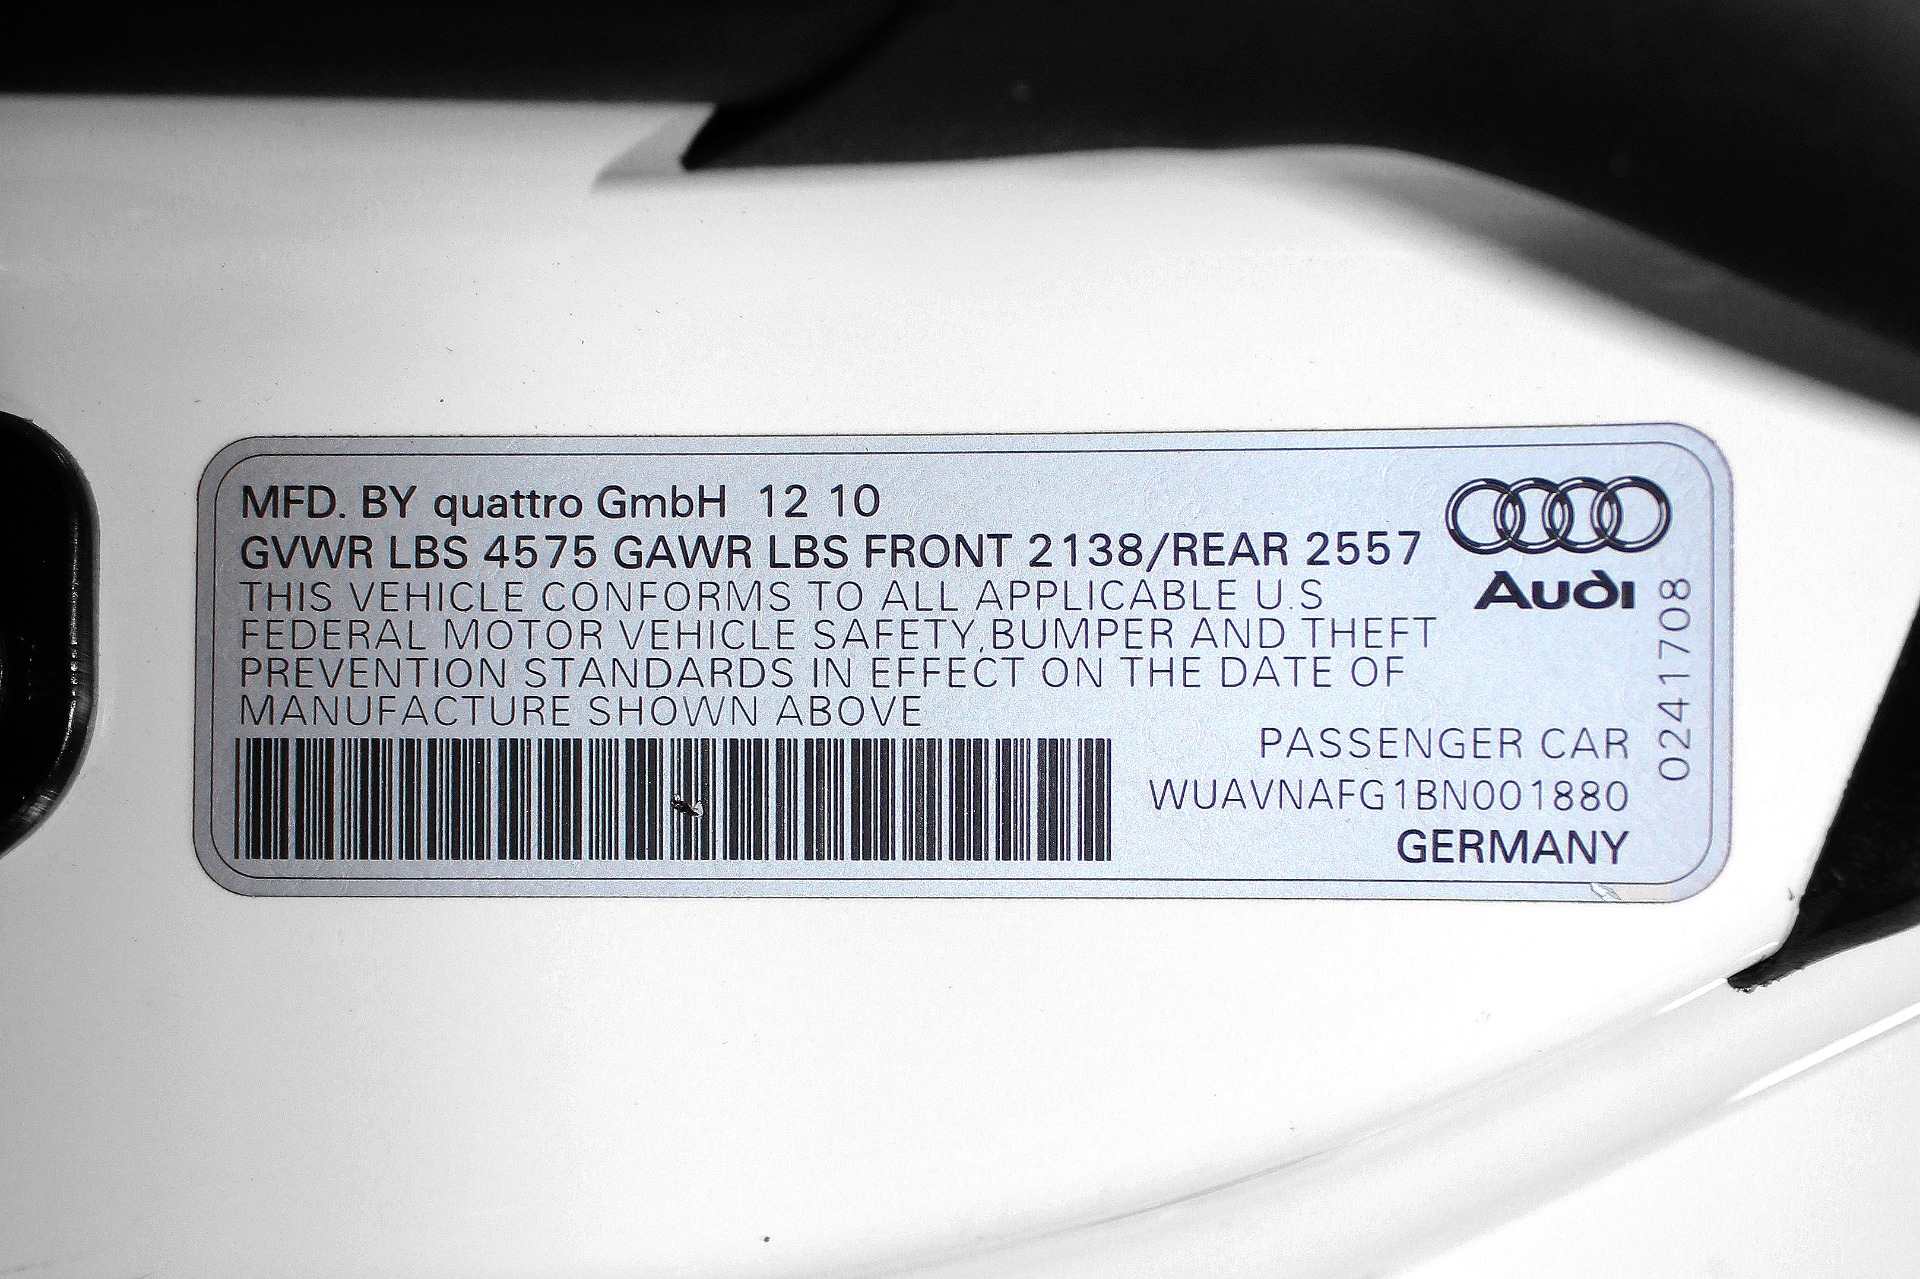 MFD. BY quattro GmbH 12 10
GVWR LBS 4575 GAWR LBS FRONT 2138/REAR 2557
THIS VEHICLE CONFORMS TO ALL APPLICABLE U.S
FEDERAL MOTOR VEHICLE SAFETY,BUMPER AND THEFT
PREVENTION STANDARDS IN EFFECT ON THE DATE OF
MANUFACTURE SHOWN ABOVE
Audi
PASSENGER CAR
WUAVNAFG1BN001880
GERMANY
0241708